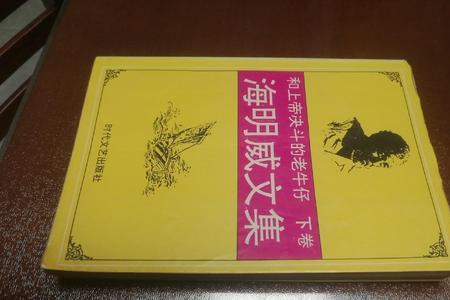 和上帝决斗的老牛仔 下卷
海明威文集
时代文艺出版社